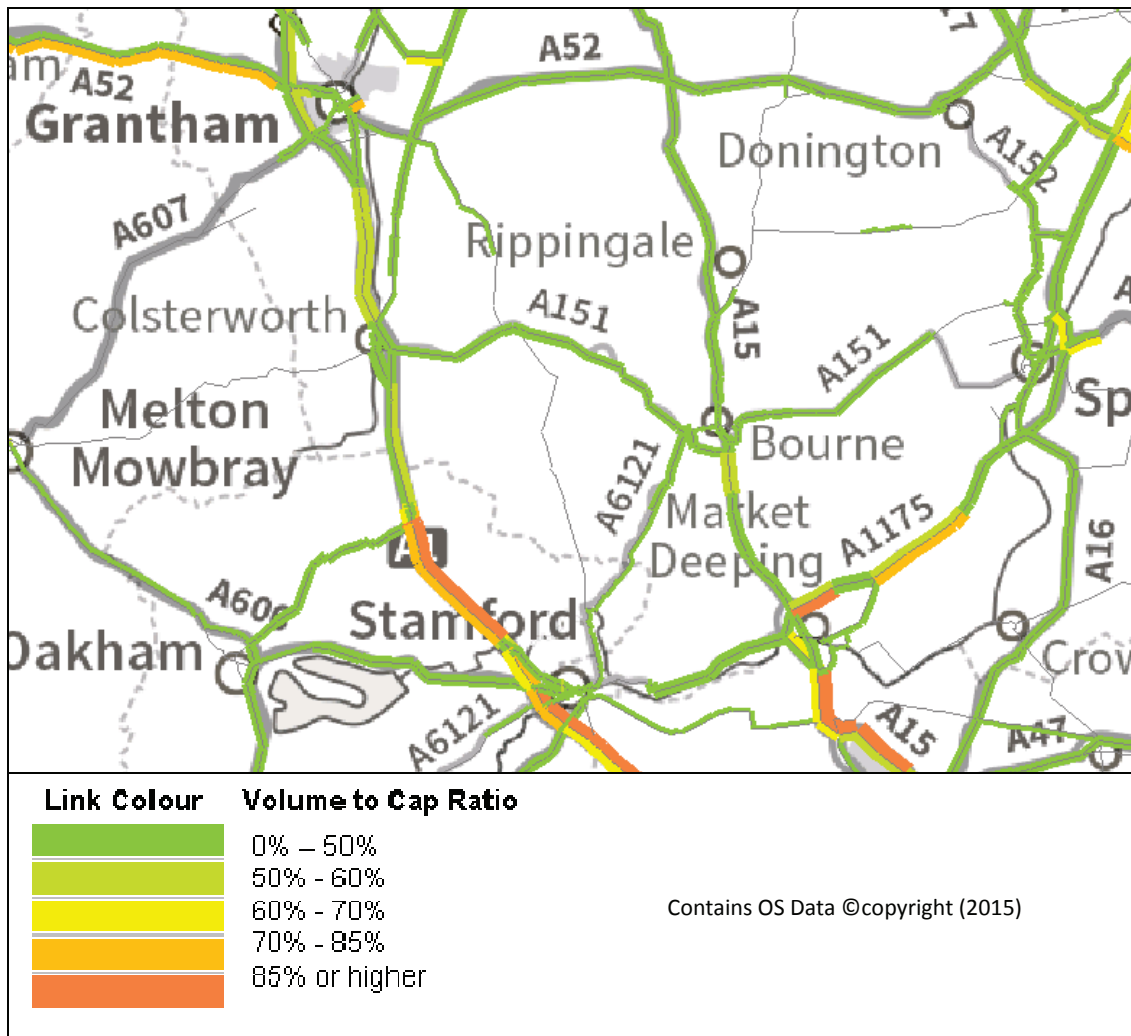 A52
am
A52
Grantham
Donington
A152
A607
Rippingale
A151
A15
Colsterworth
A151
Melton
Mowbray
Sp
Bourne
A6121
Market
Deeping
A1175
A16
A606
Stamford
Oakham
Crow
A6121
A15
A47
Link Colour Volume to Cap Ratio
0% – 50%
50% - 60%
60% - 70%
70% - 85%
85% or higher
Contains OS Data ©copyright (2015)